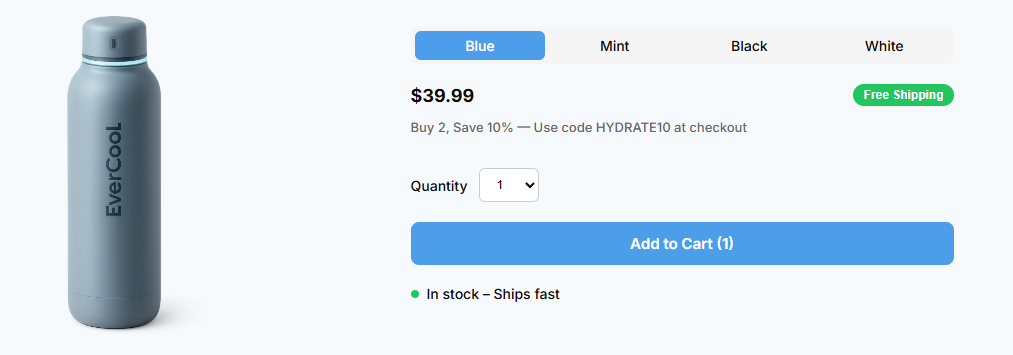 EverCool
Blue
Mint
Black
White
$39.99
Free Shipping
Buy 2, Save 10% — Use code HYDRATE10 at checkout
Quantity
1
Add to Cart (1)
In stock – Ships fast